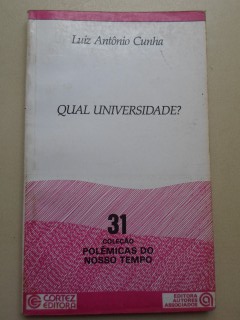 Luiz Antônio Cunha
QUAL UNIVERSIDADE?
31
COLEÇÃO
POLÊMICAS DO
NOSSO TEMPO
CORTEZ
EDITORA
EDITORA
AUTORES
ASSOCIADOS